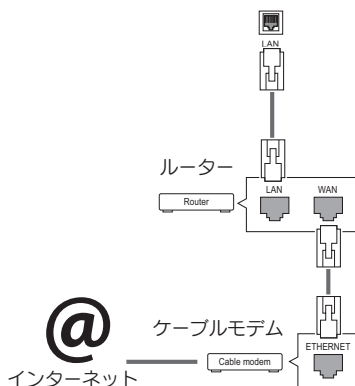 LAN
ルーター
LAN
WAN
Router
@
ケーブルモデム
ETHERNET
Cable modem
インターネット